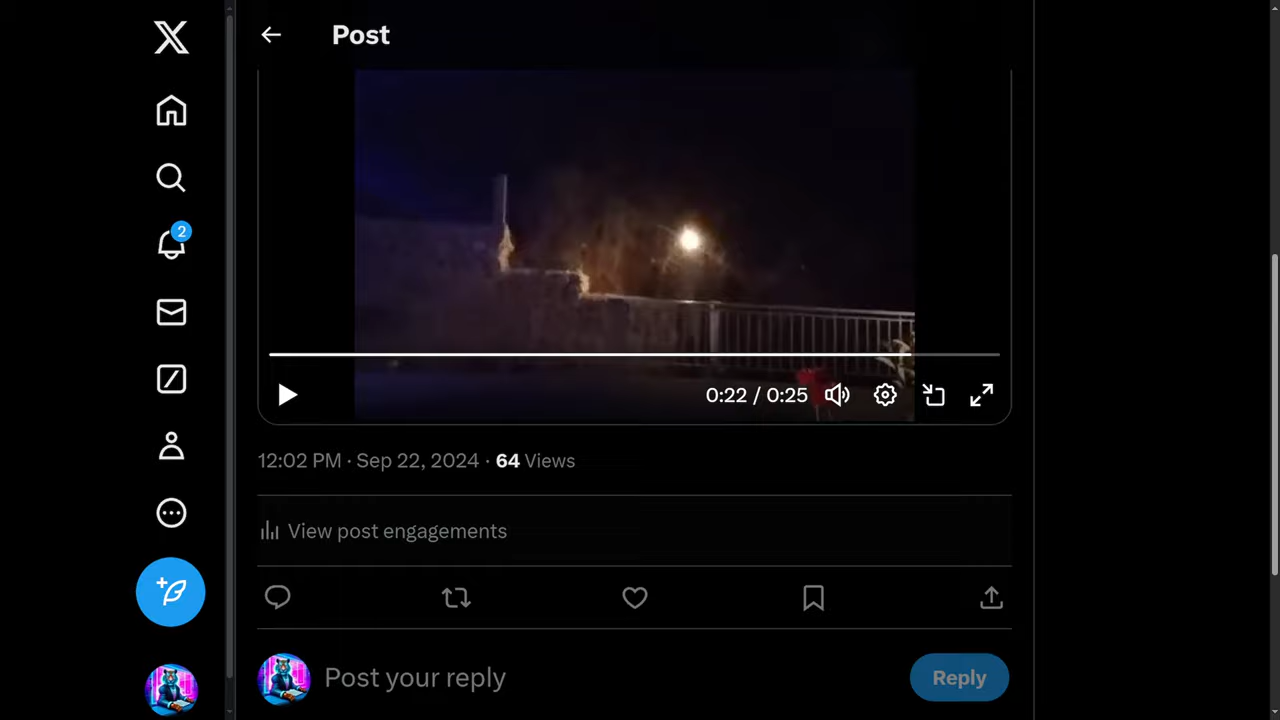 Post
2
0:22 / 0:25
12:02 PM · Sep 22, 2024 · 64 Views
View post engagements
Post your reply
Reply